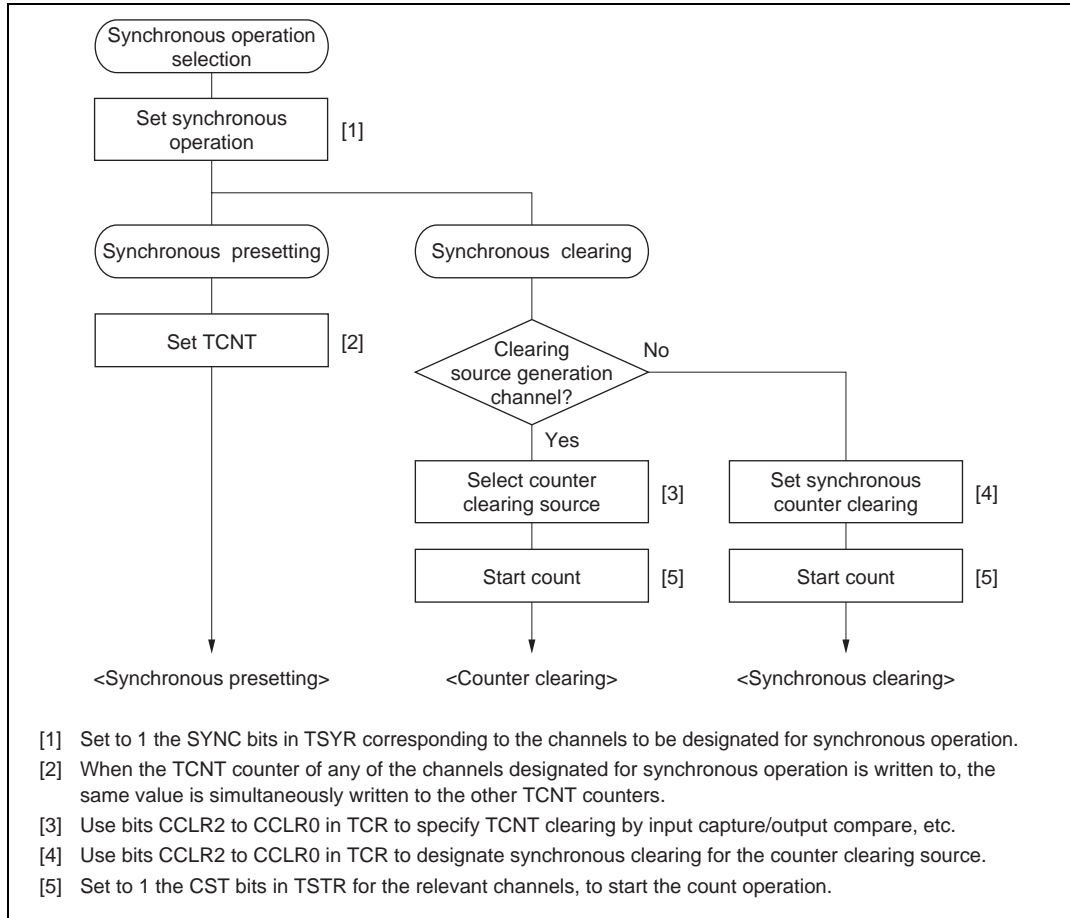 Synchronous operation
selection
Set synchronous
operation
[1]
Synchronous presetting
Synchronous clearing
Set TCNT
[2]
Clearing
source generation
channel?
No
Yes
Select counter
clearing source
[3]
Set synchronous
counter clearing
[4]
Start count
[5]
Start count
[5]
<Synchronous presetting>
<Counter clearing>
<Synchronous clearing>
[1] Set to 1 the SYNC bits in TSYR corresponding to the channels to be designated for synchronous operation.
[2] When the TCNT counter of any of the channels designated for synchronous operation is written to, the
same value is simultaneously written to the other TCNT counters.
[3] Use bits CCLR2 to CCLR0 in TCR to specify TCNT clearing by input capture/output compare, etc.
[4] Use bits CCLR2 to CCLR0 in TCR to designate synchronous clearing for the counter clearing source.
[5] Set to 1 the CST bits in TSTR for the relevant channels, to start the count operation.